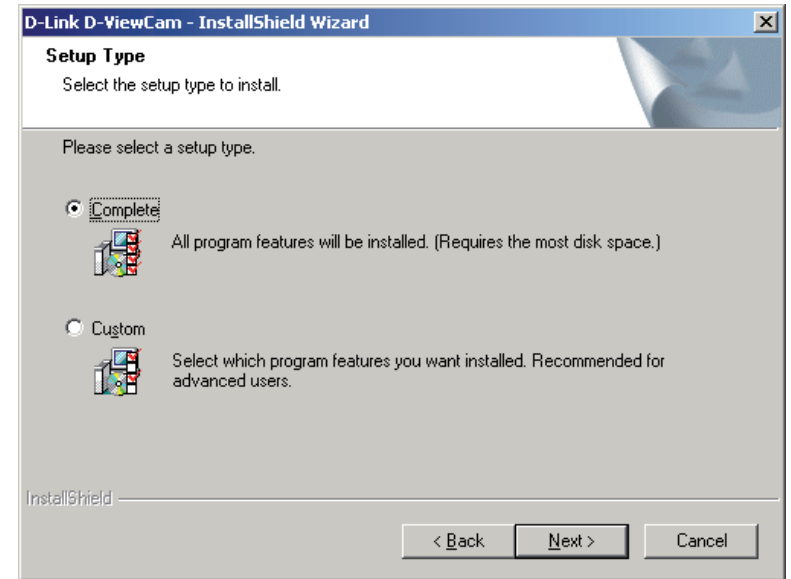 D-Link D-ViewCam - InstallShield Wizard
Setup Type
Select the setup type to install.
Please select a setup type.
Complete
All program features will be installed. (Requires the most disk space.)
Custom
Select which program features you want installed. Recommended for
advanced users.
InstallShield
< Back
Next >
Cancel